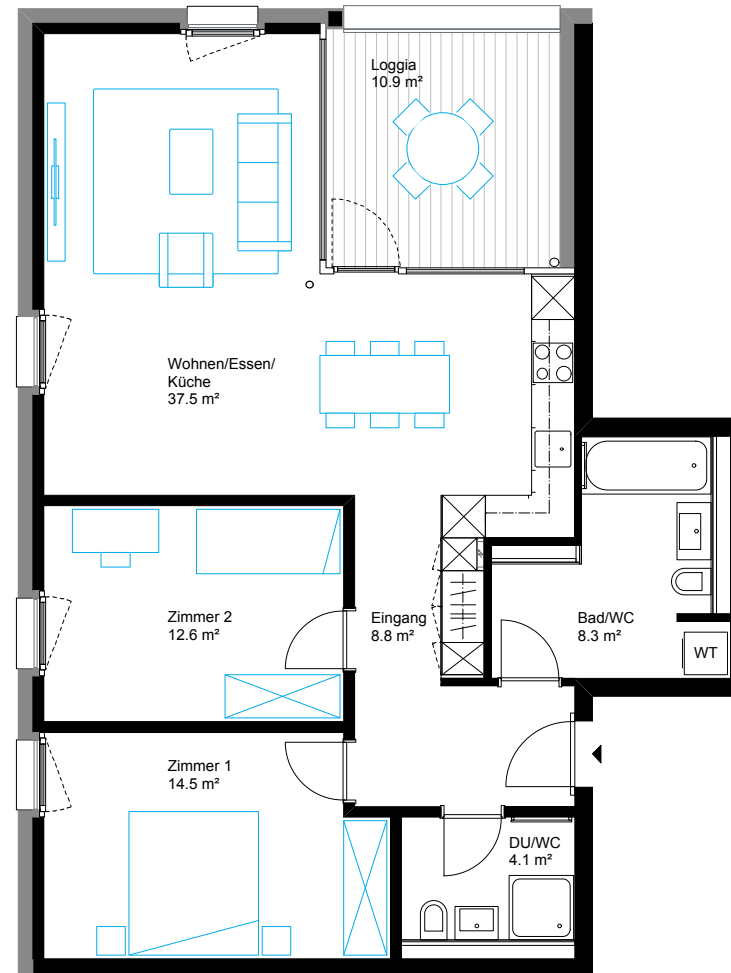 Loggia
10.9 m²
Wohnen/Essen/
Küche
37.5 m²
Zimmer 2
12.6 m²
Eingang
8.8 m²
Bad/WC
8.3 m²
WT
Zimmer 1
14.5 m²
DU/WC
4.1 m²